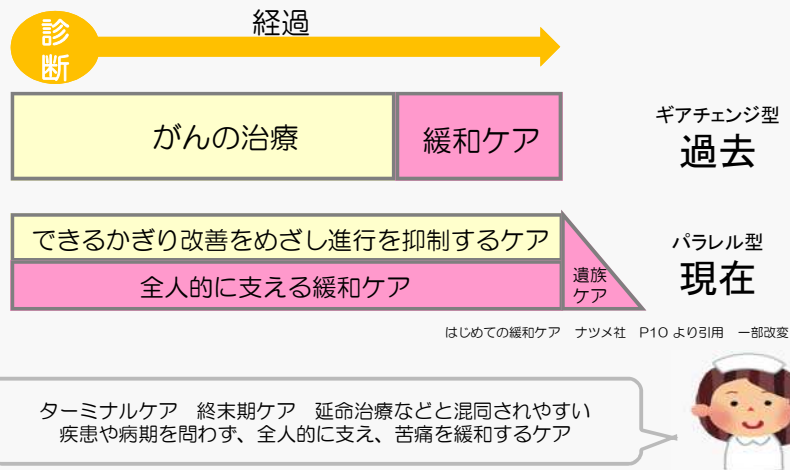 診断
経過
がんの治療
緩和ケア
ギアチェンジ型
過去
できるかぎり改善をめざし進行を抑制するケア
全人的に支える緩和ケア
遺族
ケア
パラレル型
現在
はじめての緩和ケア　ナツメ社　P10 より引用　一部改変
ターミナルケア　終末期ケア　延命治療などと混同されやすい
疾患や病期を問わず、全人的に支え、苦痛を緩和するケア